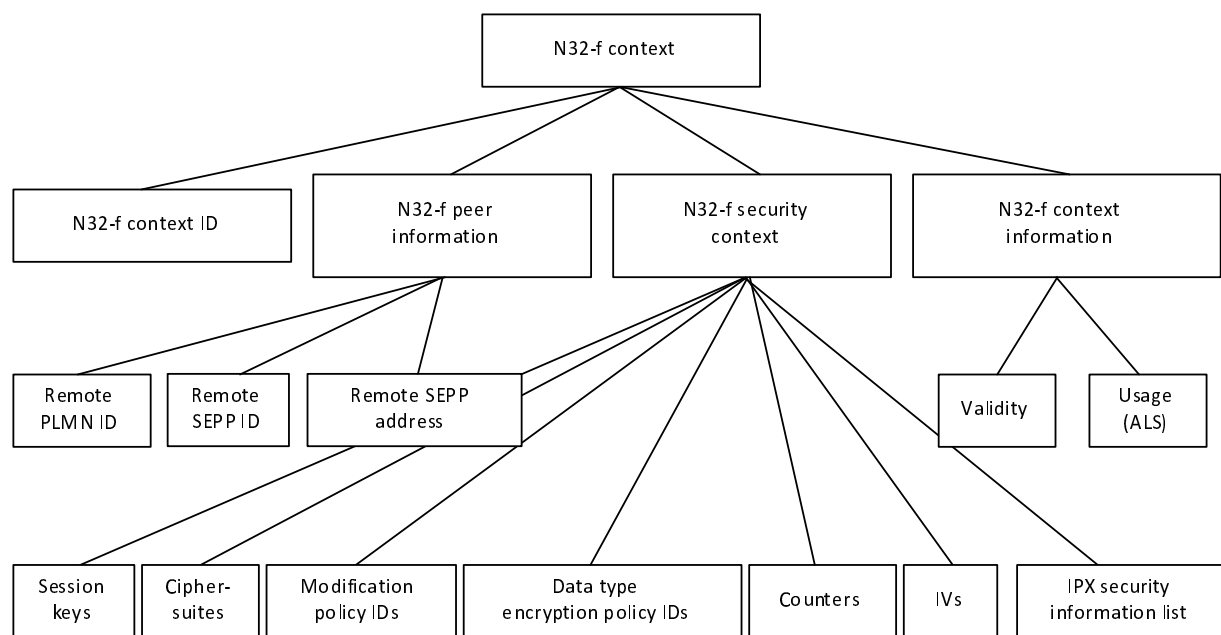 N32-f context
N32-f context ID
N32-f peer
information
N32-f security
context
N32-f context
information
Remote
PLMN ID
Remote
SEPP ID
Remote SEPP
address
Validity
Usage
(ALS)
Session
keys
Cipher-
suites
Modification
policy IDs
Data type
encryption policy IDs
Counters
IVs
IPX security
information list